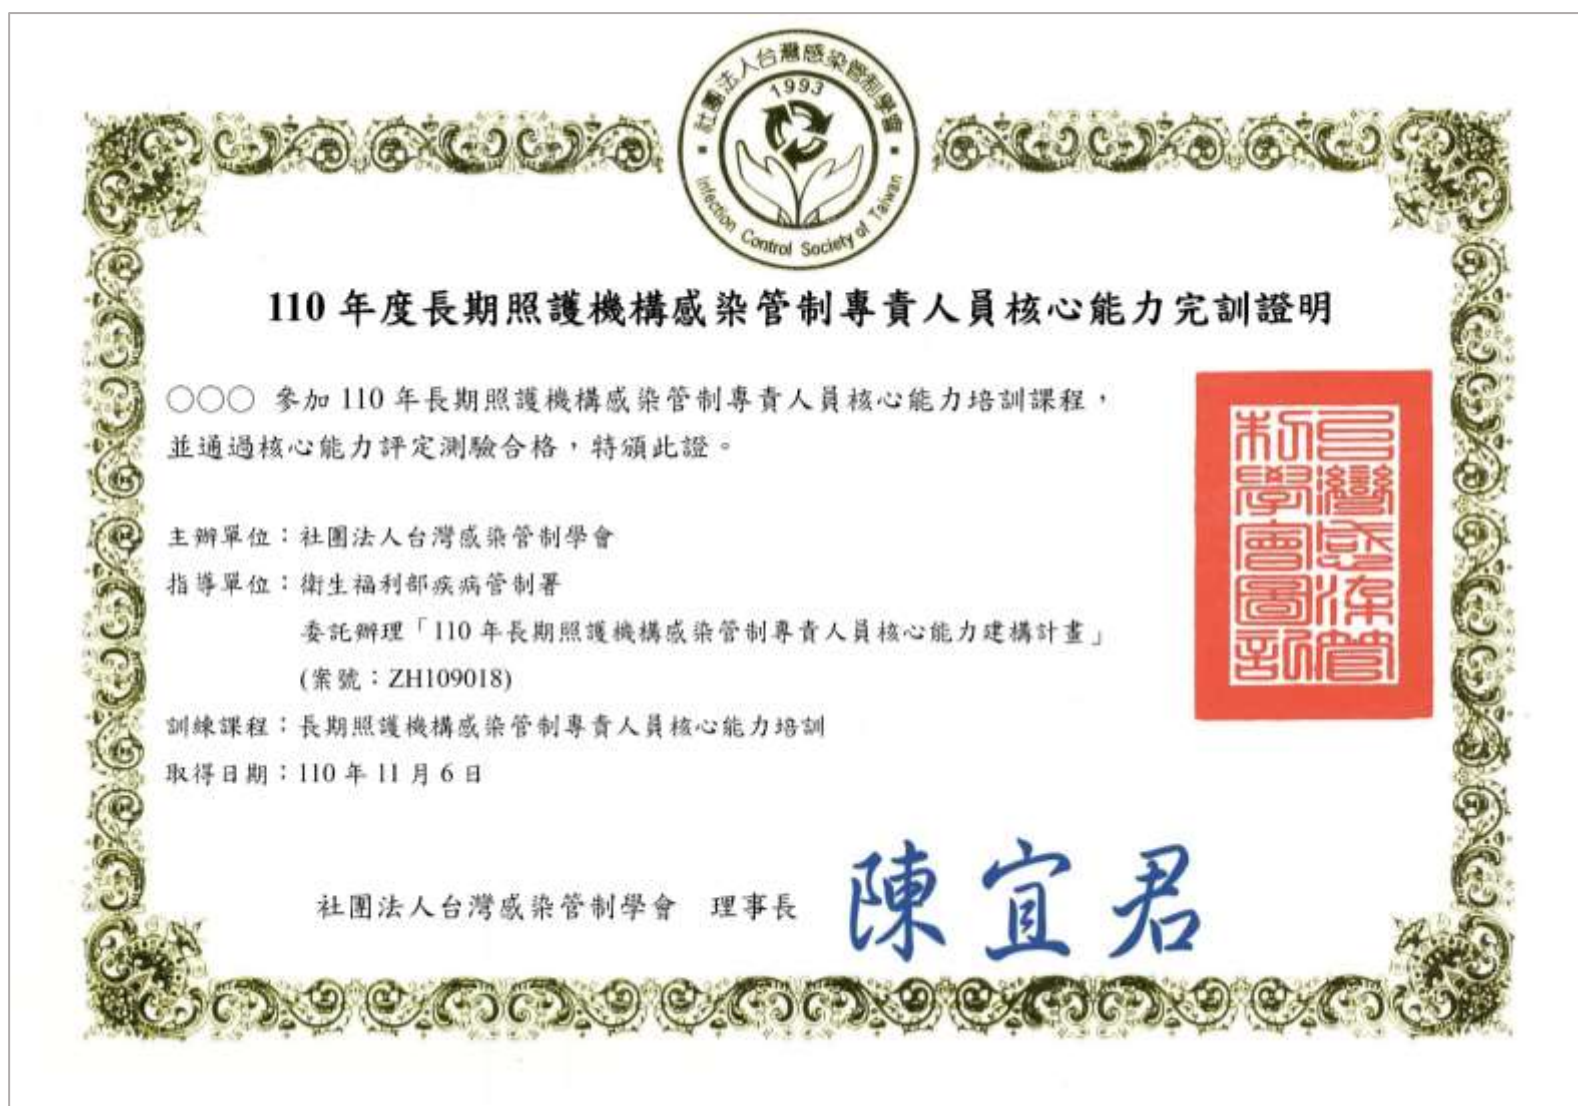 社團法人台灣感染管制學會
1993
Infection Control Society of Taiwan
110 年度長期照護機構感染管制專責人員核心能力完訓證明
○○○ 參加 110 年長期照護機構感染管制專責人員核心能力培訓課程，
並通過核心能力評定測驗合格，特頒此證。
主辦單位：社團法人台灣感染管制學會
指導單位：衛生福利部疾病管制署
委託辦理「110 年長期照護機構感染管制專責人員核心能力建構計畫」
(案號：ZH109018)
訓練課程：長期照護機構感染管制專責人員核心能力培訓
取得日期：110 年 11 月 6 日
台灣感染管
制學會圖記
社團法人台灣感染管制學會 理事長 陳宜君